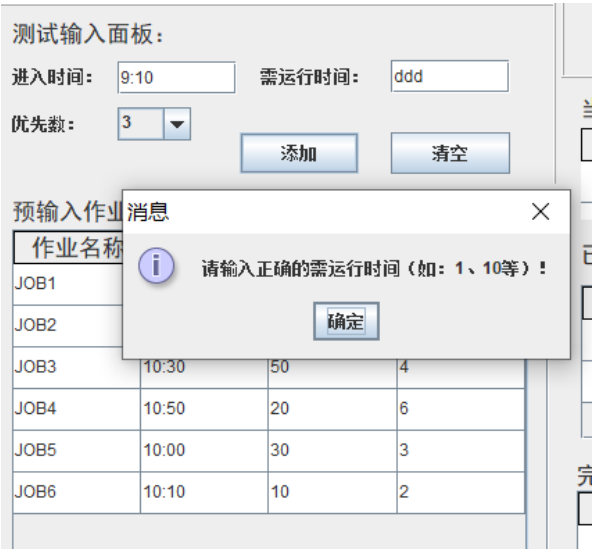 测试输入面板：
进入时间： 9:10 需运行时间： ddd
优先数： 3
添加 清空
预输入作业
消息
作业名称
请输入正确的需运行时间（如：1、10等）！
确定
JOB1
JOB2
JOB3 10:30 50 4
JOB4 10:50 20 6
JOB5 10:00 30 3
JOB6 10:10 10 2